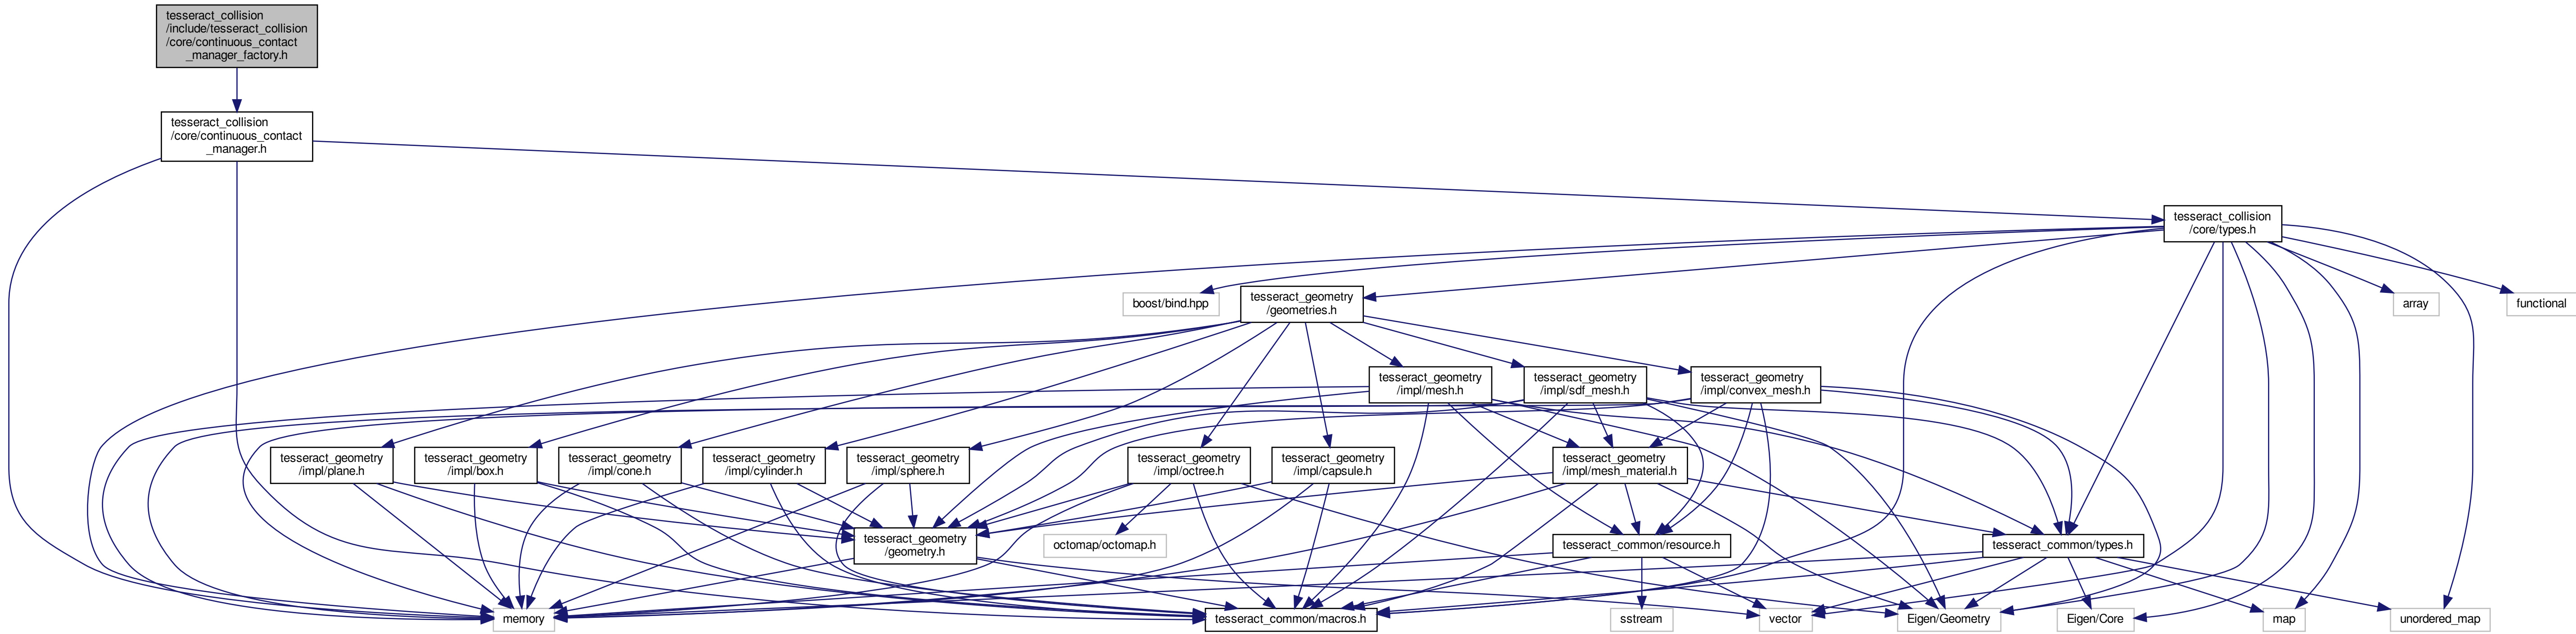 tesseract_collision
/include/tesseract_collision
/core/continuous_contact
_manager_factory.h
tesseract_collision
/core/continuous_contact
_manager.h
tesseract_collision
/core/types.h
boost/bind.hpp
tesseract_geometry
/geometries.h
array
functional
tesseract_geometry
/impl/mesh.h
tesseract_geometry
/impl/sdf_mesh.h
tesseract_geometry
/impl/convex_mesh.h
tesseract_geometry
/impl/plane.h
tesseract_geometry
/impl/box.h
tesseract_geometry
/impl/cone.h
tesseract_geometry
/impl/cylinder.h
tesseract_geometry
/impl/sphere.h
tesseract_geometry
/impl/octree.h
tesseract_geometry
/impl/capsule.h
tesseract_geometry
/impl/mesh_material.h
tesseract_geometry
/geometry.h
octomap/octomap.h
tesseract_common/resource.h
tesseract_common/types.h
memory
tesseract_common/macros.h
sstream
vector
Eigen/Geometry
Eigen/Core
map
unordered_map